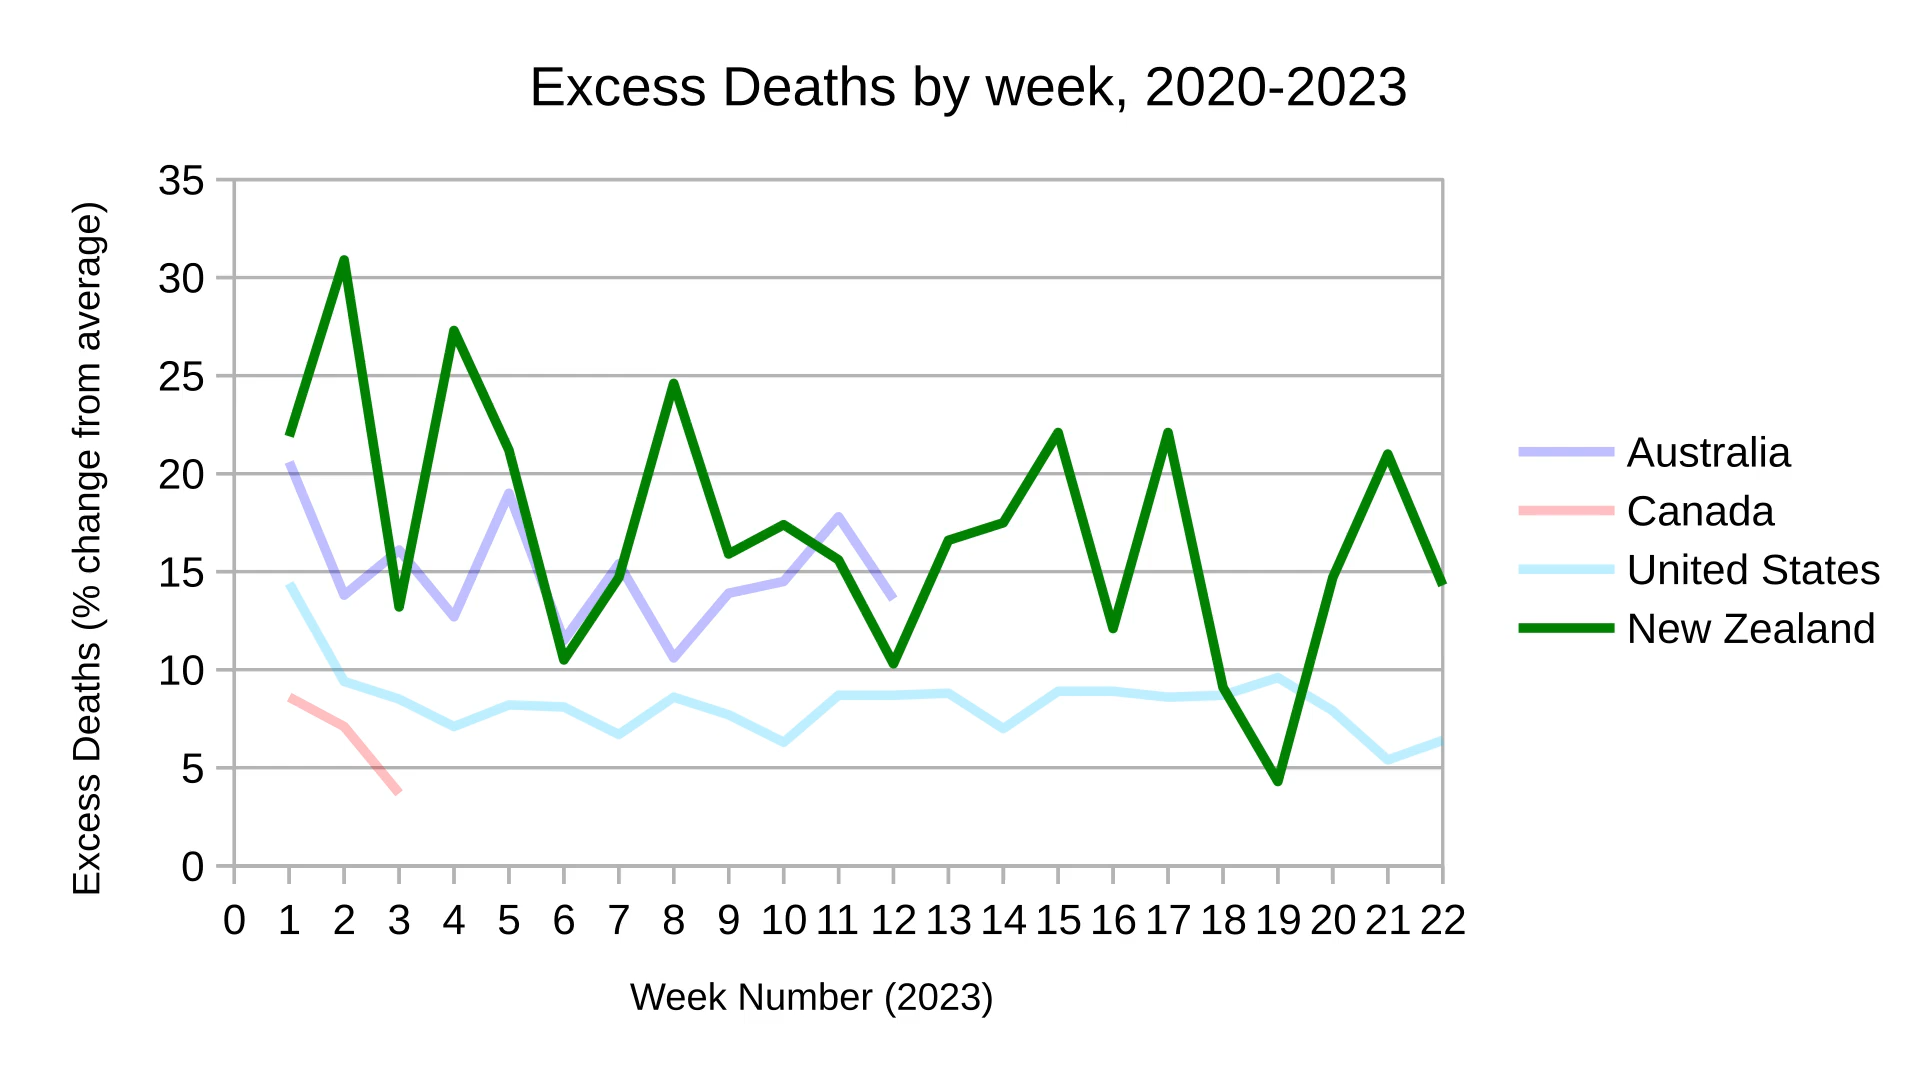 Excess Deaths by week, 2020-2023
Excess Deaths (% change from average)
35
30
25
20
15
10
5
0
0 1 2 3 4 5 6 7 8 9 10 11 12 13 14 15 16 17 18 19 20 21 22
Week Number (2023)
Australia
Canada
United States
New Zealand